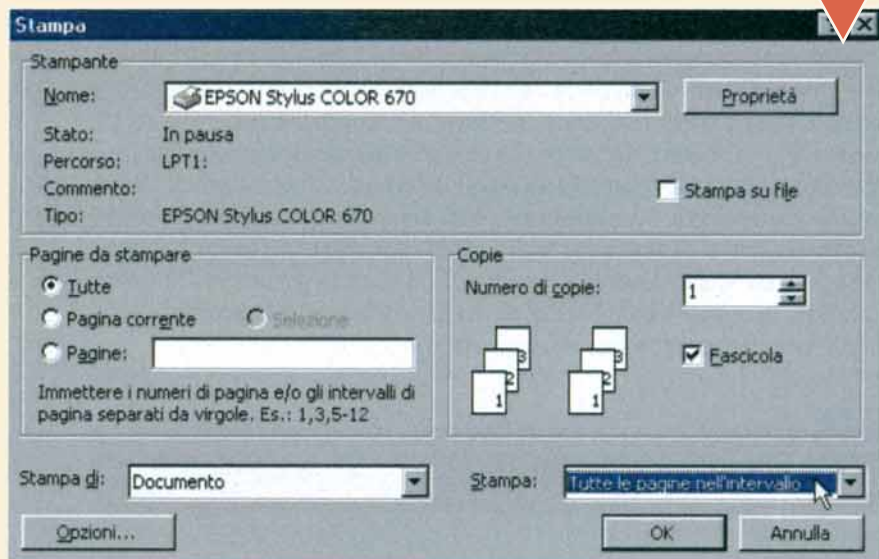 Stampa
? X
Stampante
Nome:
EPSON Stylus COLOR 670
Proprietà
Stato: In pausa
Percorso: LPT1:
Commento:
Stampa su file
Tipo: EPSON Stylus COLOR 670
Pagine da stampare
Tutte
Pagina corrente
Selezione
Pagine:
Immettere i numeri di pagina e/o gli intervalli di
pagina separati da virgole. Es.: 1,3,5-12
Copie
Numero di copie: 1
1 2 3
1 2 3
Fascicola
Stampa di: Documento
Stampa: Tutte le pagine nell'intervallo
Opzioni...
OK
Annulla